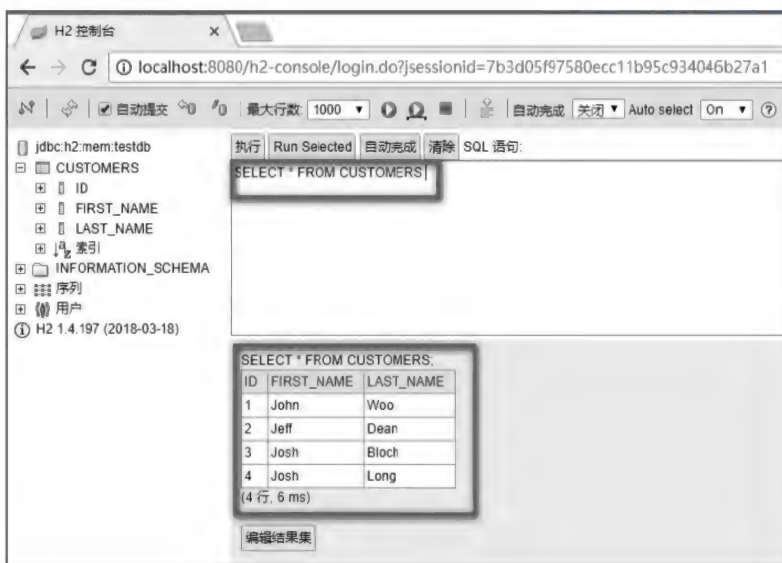 H2 控制台
localhost:8080/h2-console/login.do?jsessionid=7b3d05f97580ecc11b95c934046b27a1
自动提交 最大行数: 1000 自动完成 关闭 Auto select On
jdbc:h2:mem:testdb
CUSTOMERS
ID
FIRST_NAME
LAST_NAME
索引
INFORMATION_SCHEMA
序列
用户
H2 1.4.197 (2018-03-18)
执行 Run Selected 自动完成 清除 SQL 语句:
SELECT * FROM CUSTOMERS
SELECT * FROM CUSTOMERS;
ID FIRST_NAME LAST_NAME
1 John Woo
2 Jeff Dean
3 Josh Bloch
4 Josh Long
(4 行, 6 ms)
编辑结果集